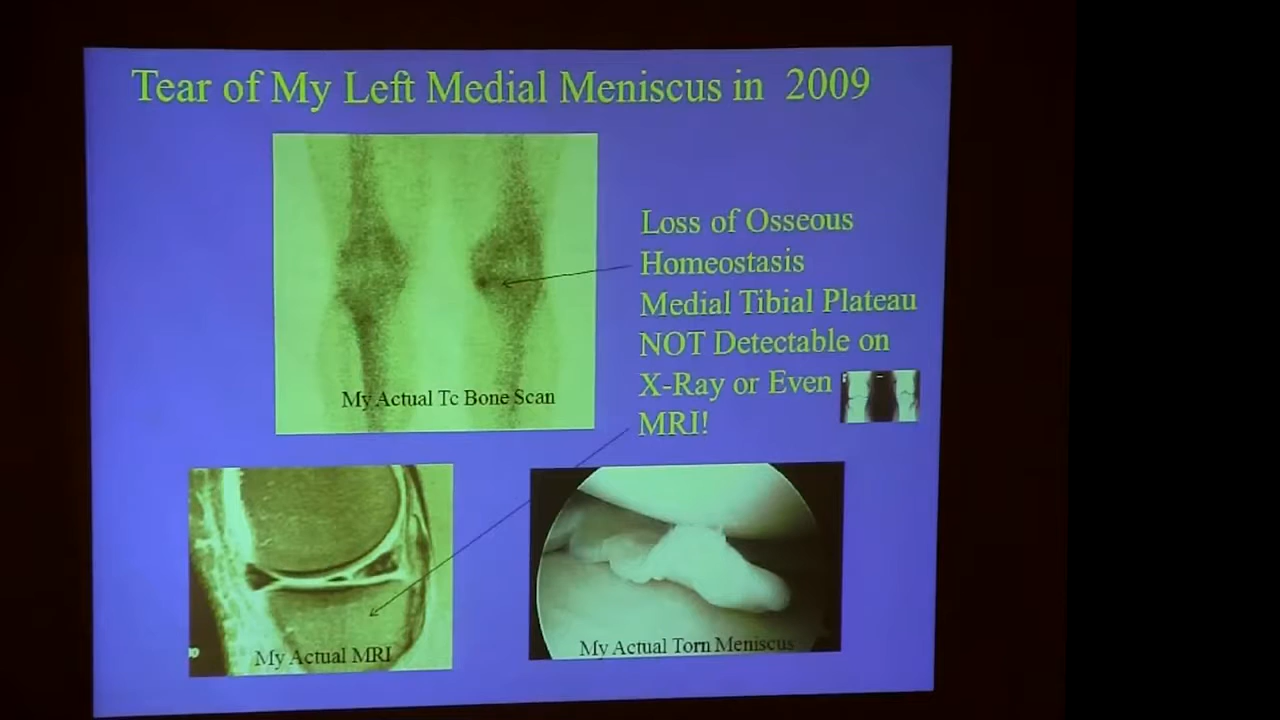 Tear of My Left Medial Meniscus in 2009
Loss of Osseous
Homeostasis
Medial Tibial Plateau
NOT Detectable on
X-Ray or Even
MRI!
My Actual Tc Bone Scan
My Actual MRI
My Actual Torn Meniscus